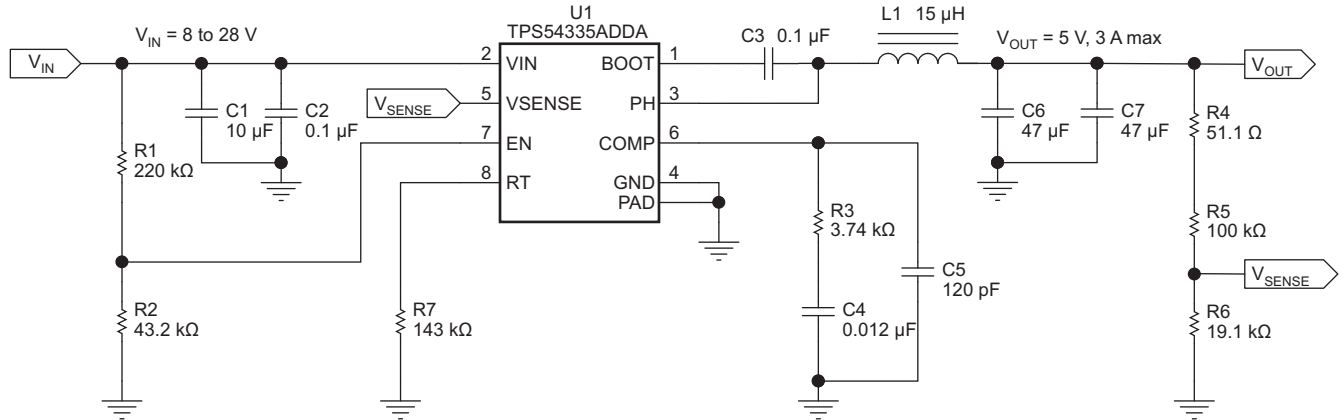 U1
TPS54335ADDA
V_IN = 8 to 28 V
V_IN
2
VIN
5
VSENSE
V_SENSE
7
EN
8
RT
BOOT
1
PH
3
COMP
6
GND
4
PAD
C1
10 µF
C2
0.1 µF
R1
220 kΩ
R2
43.2 kΩ
R7
143 kΩ
C3 0.1 µF
L1 15 µH
V_OUT = 5 V, 3 A max
V_OUT
C6
47 µF
C7
47 µF
R4
51.1 Ω
R3
3.74 kΩ
C4
0.012 µF
C5
120 pF
R5
100 kΩ
V_SENSE
R6
19.1 kΩ